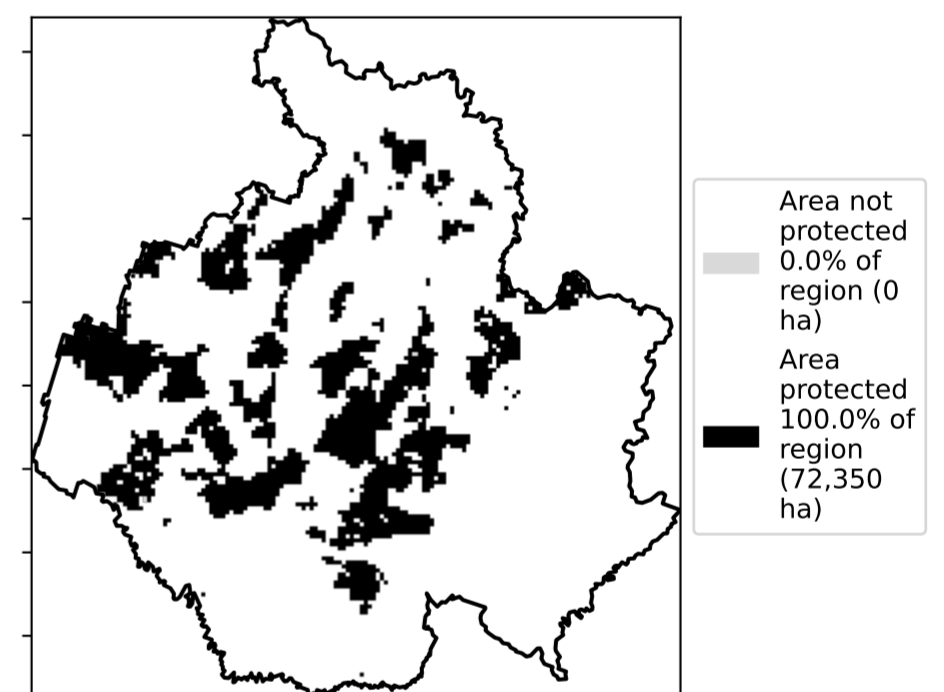 Area not
protected
0.0% of
region (0
ha)
Area
protected
100.0% of
region
(72,350
ha)